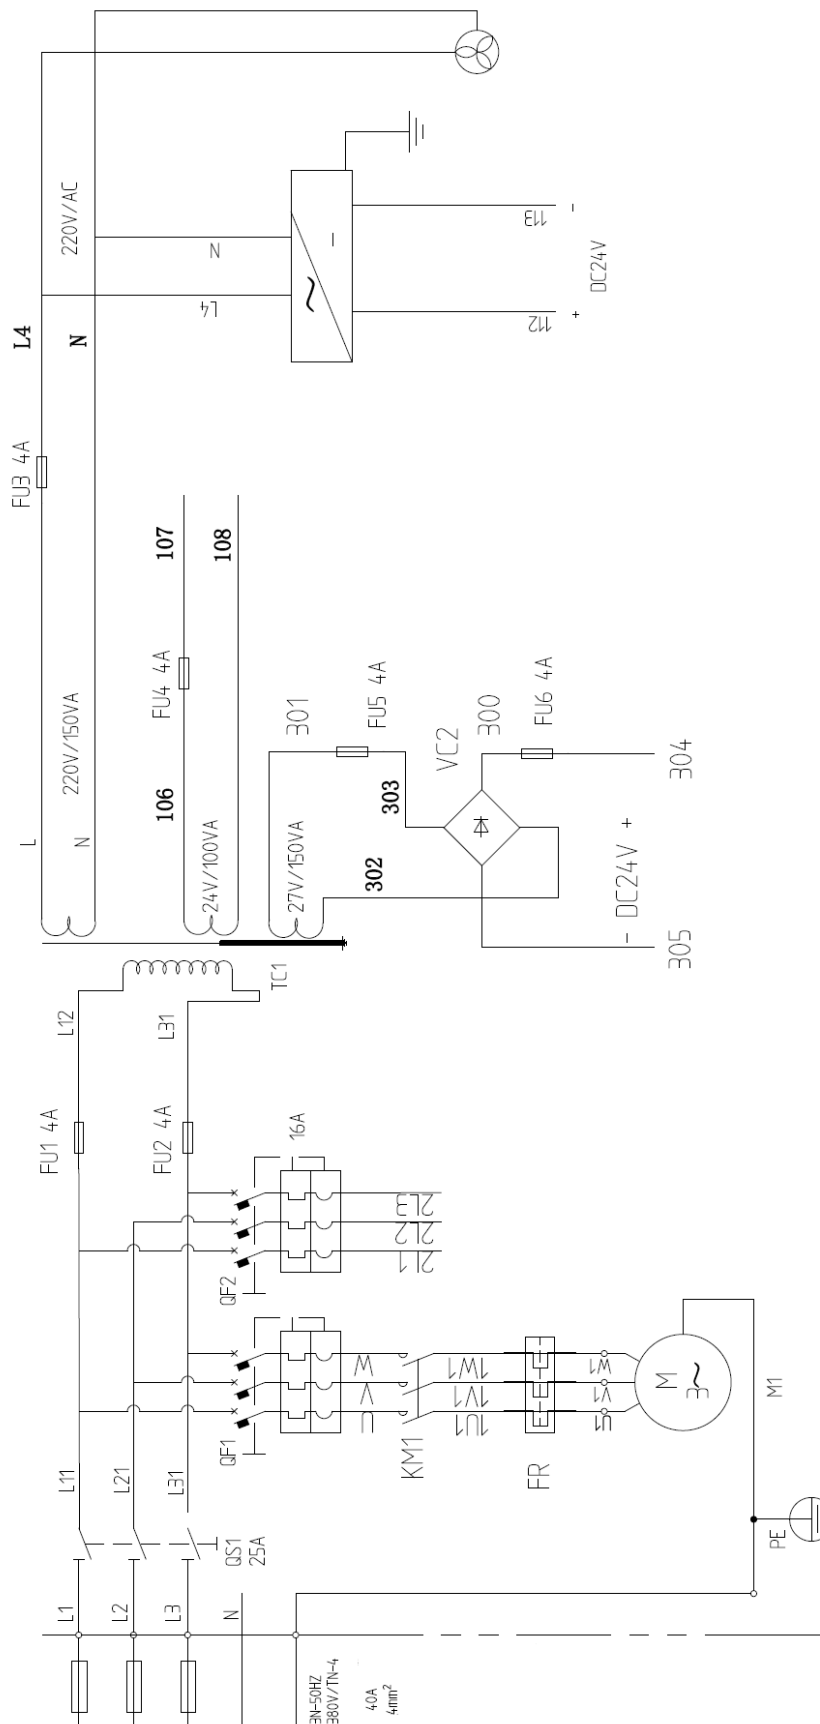 3N-50HZ
380V/TN-4
40A
4mm²
L1
L2
L3
N
QS1
25A
PE
L11
L21
L31
QF1
U
V
W
KM1
1U1
1V1
1W1
FR
U1
V1
W1
M
3~
M1
QF2
16A
2L1
2L2
2L3
FU1 4A
FU2 4A
L12
L31
TC1
L
N
220V/150VA
24V/100VA
27V/150VA
106
FU4 4A
107
108
301
FU5 4A
302
303
VC2
300
FU6 4A
304
305
- DC24V +
FU3 4A
L4
N
220V/AC
L4
N
~
112
113
+
-
DC24V